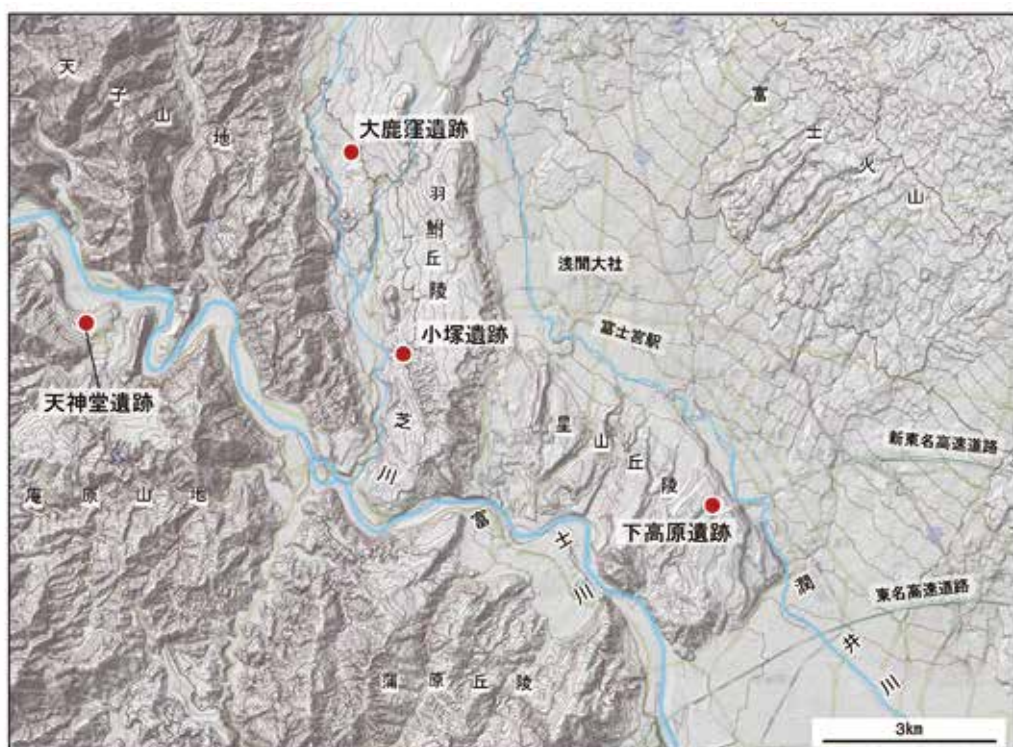 天子山地
大鹿窪遺跡
富士火山
羽鮒丘陵
浅間大社
小塚遺跡
富士宮駅
天神堂遺跡
芝川
星山丘陵
新東名高速道路
庵原山地
下高原遺跡
富士川
潤井川
東名高速道路
蒲原丘陵
3km